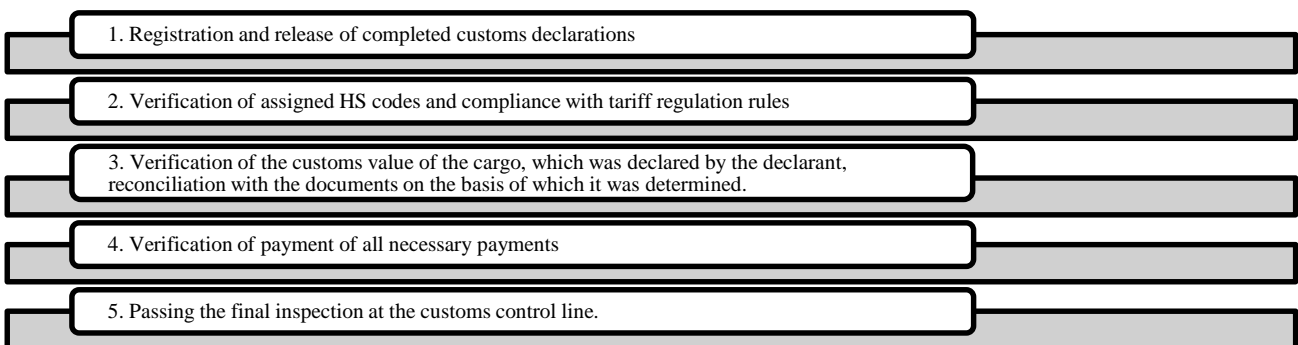 1. Registration and release of completed customs declarations
2. Verification of assigned HS codes and compliance with tariff regulation rules
3. Verification of the customs value of the cargo, which was declared by the declarant,
reconciliation with the documents on the basis of which it was determined.
4. Verification of payment of all necessary payments
5. Passing the final inspection at the customs control line.